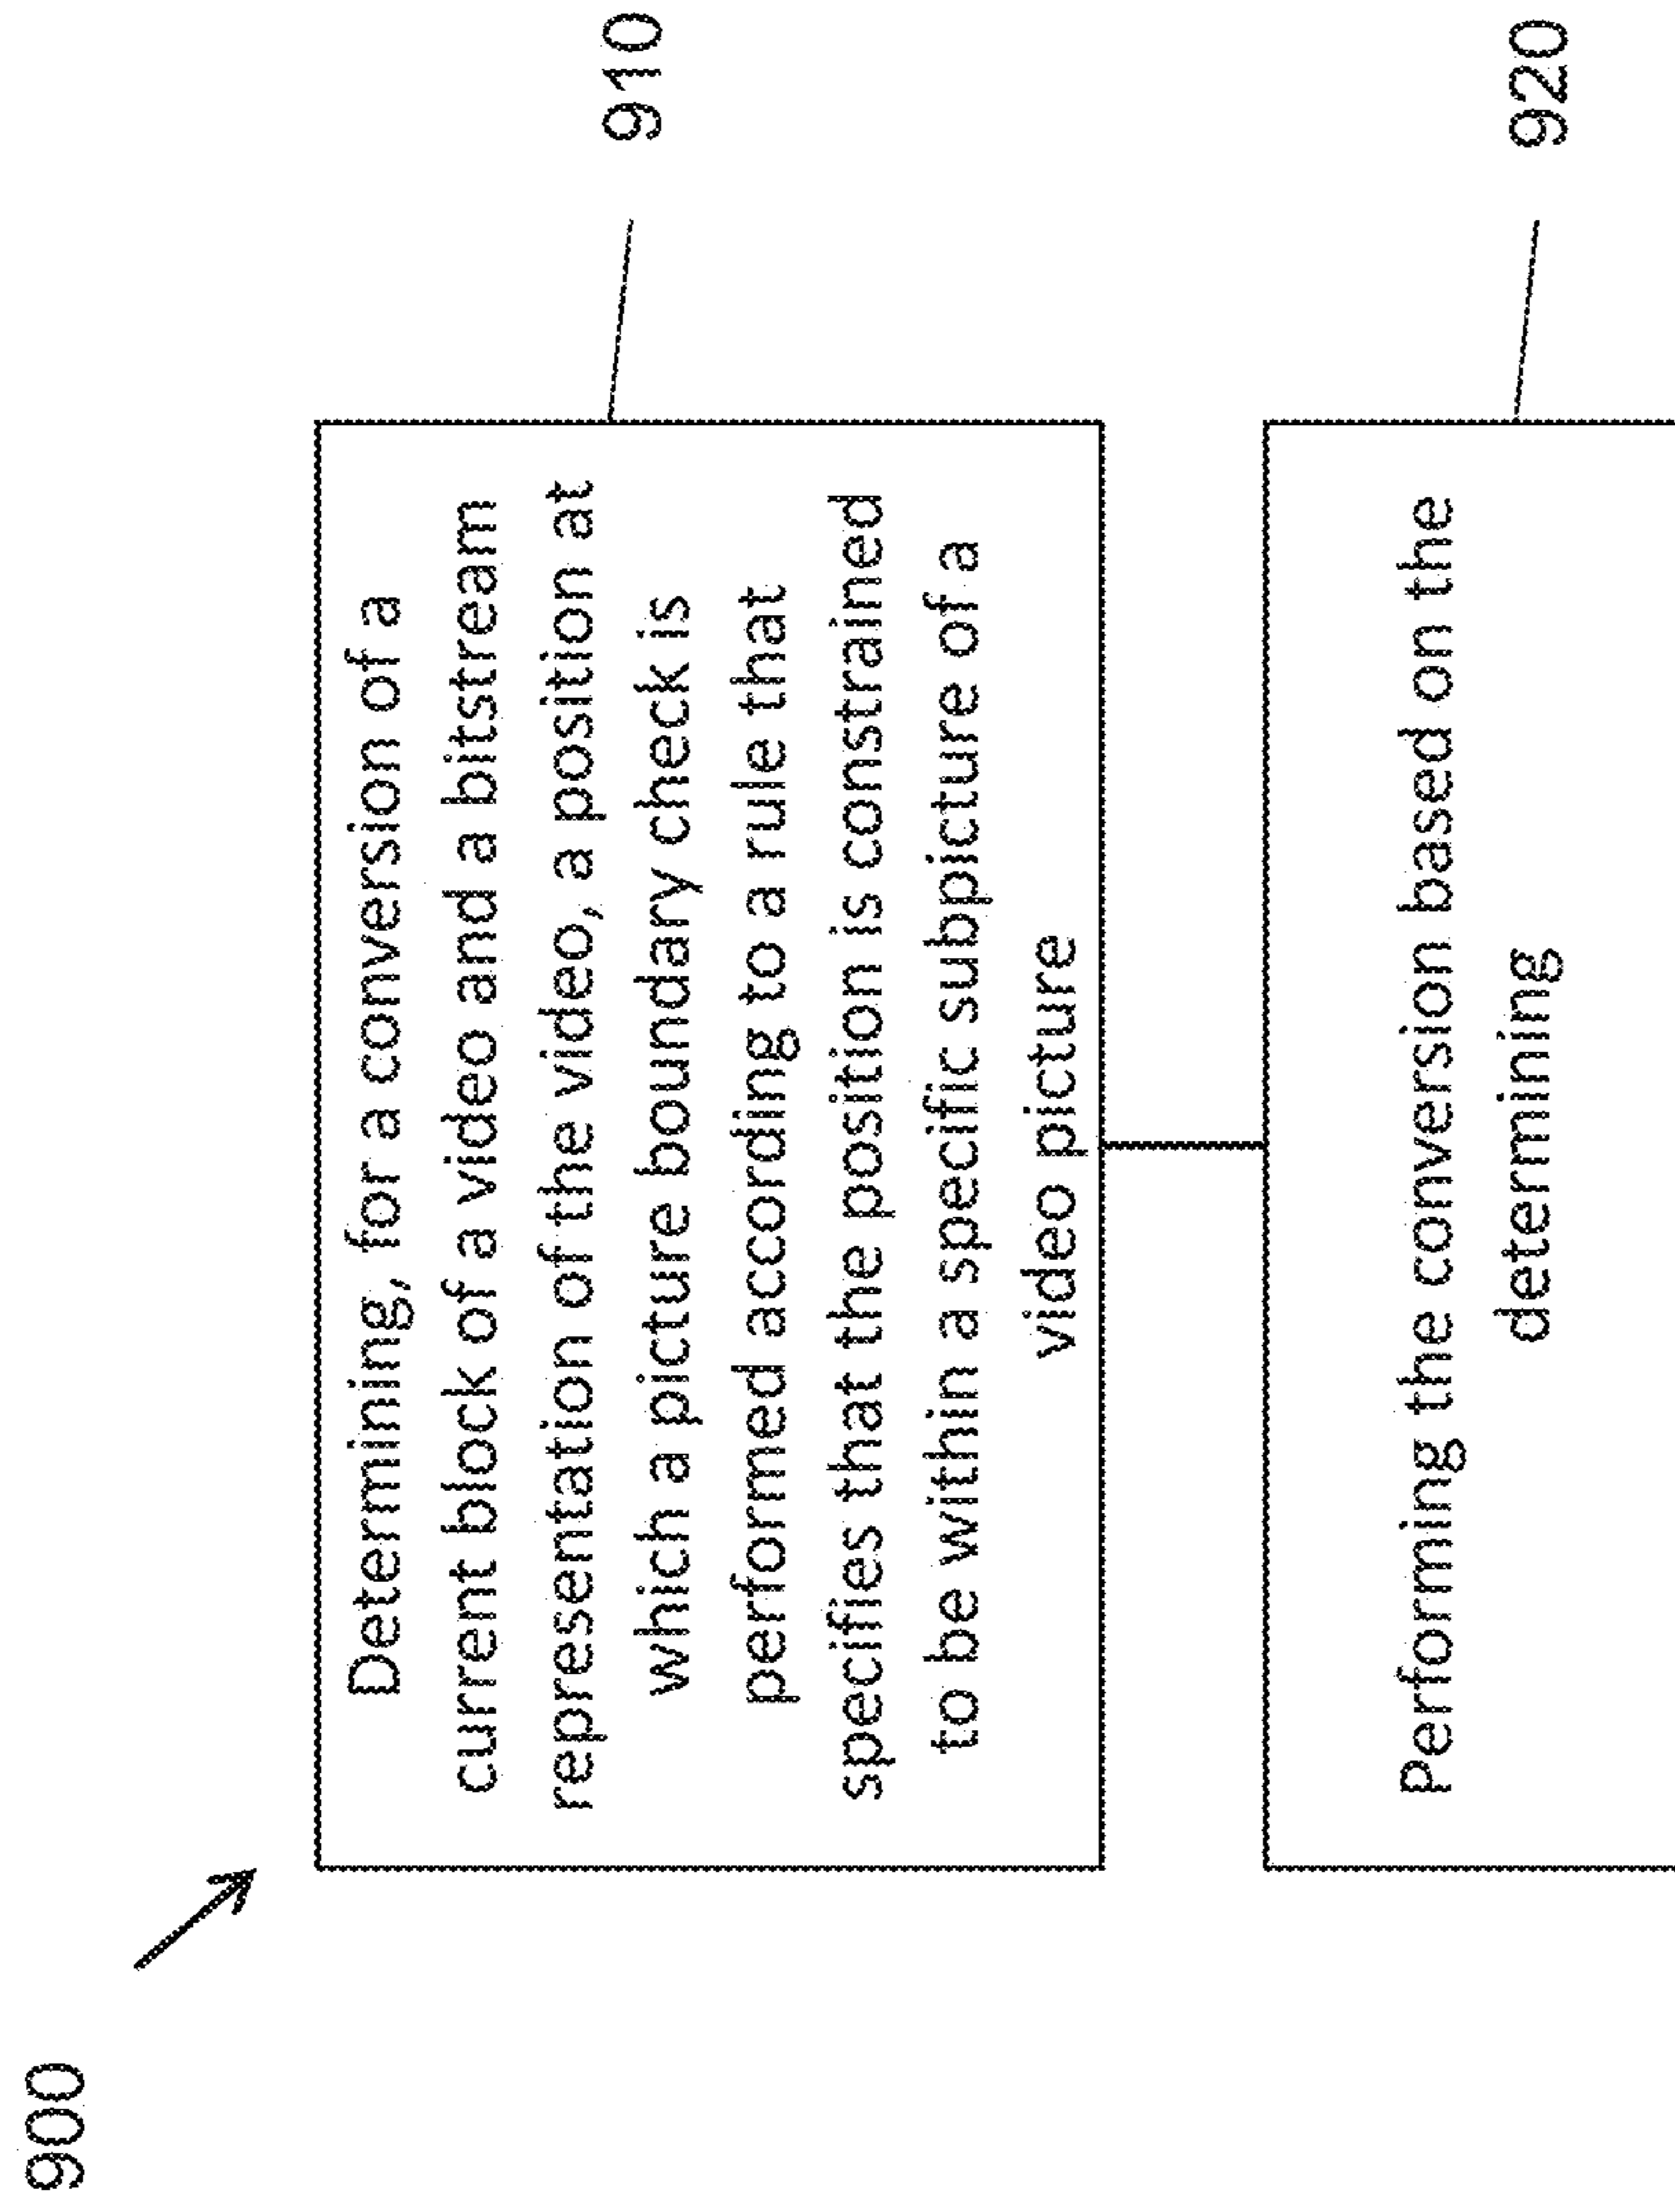 900
Determining, for a conversion of a
current block of a video and a bitstream
representation of the video, a position at
which a picture boundary check is
performed according to a rule that
specifies that the position is constrained
to be within a specific subpicture of a
video picture
910
Performing the conversion based on the
determining
920